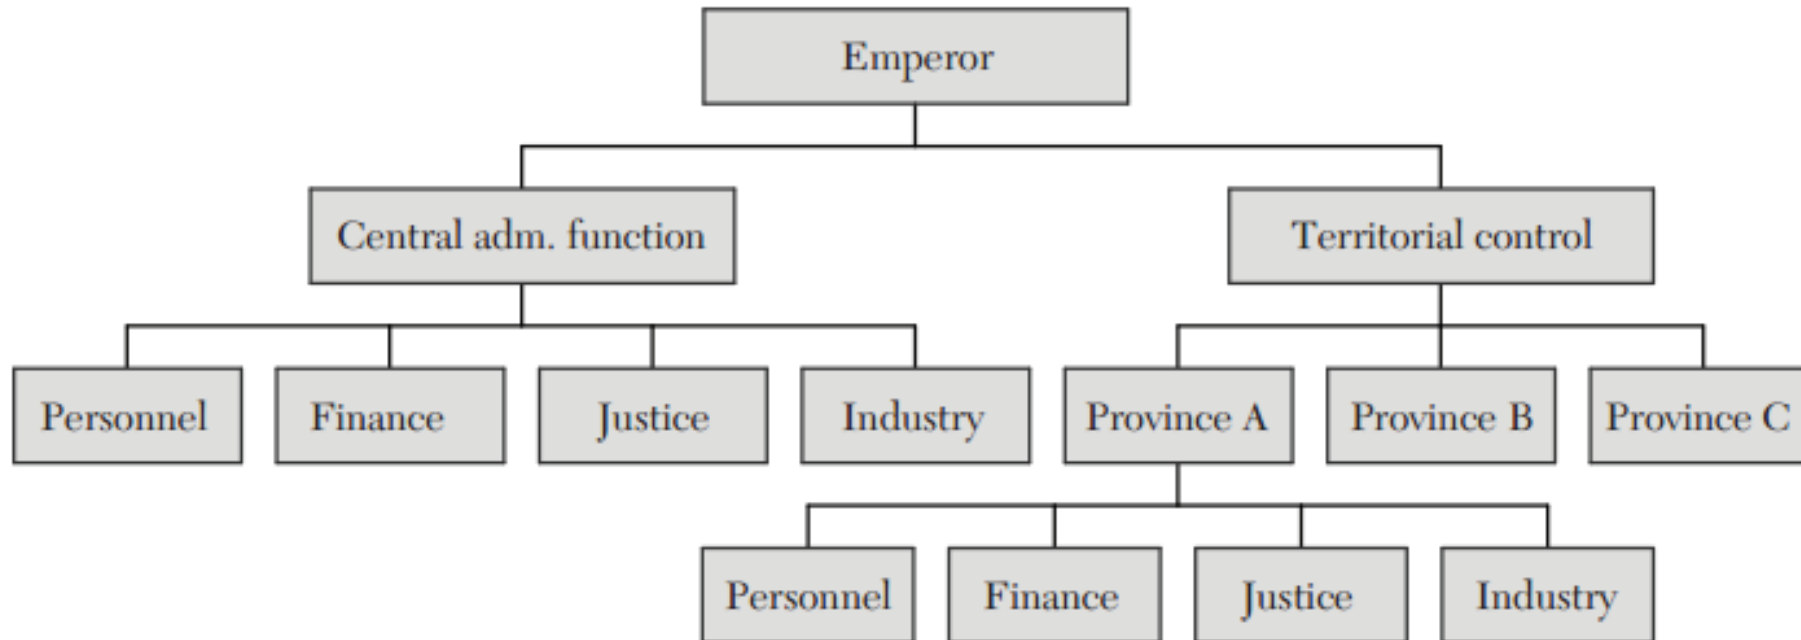 Emperor
Central adm. function
Territorial control
Personnel
Finance
Justice
Industry
Province A
Province B
Province C
Personnel
Finance
Justice
Industry